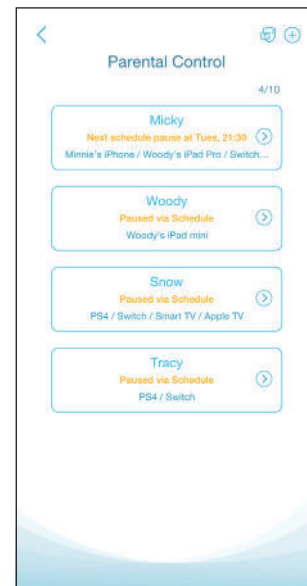 Parental Control
4/10
Micky
Next schedule pause at Tues, 21:30
Minnie's iPhone / Woody's iPad Pro / Switch...
Woody
Paused via Schedule
Woody's iPad mini
Snow
Paused via Schedule
PS4 / Switch / Smart TV / Apple TV
Tracy
Paused via Schedule
PS4 / Switch